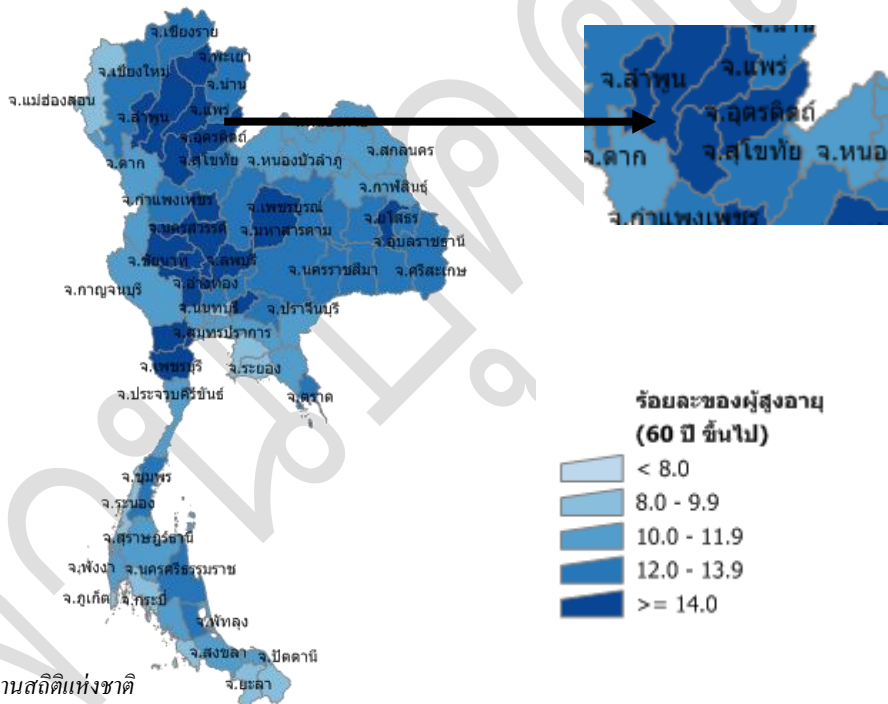 จ.เชียงราย
จ.พะเยา
จ.เชียงใหม่
จ.น่าน
จ.แม่ฮ่องสอน
จ.แพร่
จ.ลำพูน
จ.อุตรดิตถ์
จ.สกลนคร
จ.ตาก
จ.สุโขทัย
จ.หนองบัวลำภู
จ.กาฬสินธุ์
จ.กำแพงเพชร
จ.เพชรบูรณ์
จ.ยโสธร
จ.นครสวรรค์
จ.มหาสารคาม
จ.อุบลราชธานี
จ.ชัยนาท
จ.ลพบุรี
จ.นครราชสีมา
จ.ศรีสะเกษ
จ.กาญจนบุรี
จ.อ่างทอง
จ.นนทบุรี
จ.ปราจีนบุรี
จ.สมุทรปราการ
จ.เพชรบุรี
จ.ระยอง
จ.ประจวบคีรีขันธ์
จ.ตราด
จ.ชุมพร
จ.ระนอง
จ.สุราษฎร์ธานี
จ.พังงา
จ.นครศรีธรรมราช
จ.ภูเก็ต
จ.กระบี่
จ.พัทลุง
จ.สงขลา
จ.ปัตตานี
จ.ยะลา
จ.น่าน
จ.ลำพูน
จ.แพร่
จ.อุตรดิตถ์
จ.ตาก
จ.สุโขทัย
จ.หนอ
จ.กำแพงเพชร
ร้อยละของผู้สูงอายุ
(60 ปี ขึ้นไป)
< 8.0
8.0 - 9.9
10.0 - 11.9
12.0 - 13.9
>= 14.0
านสถิติแห่งชาติ